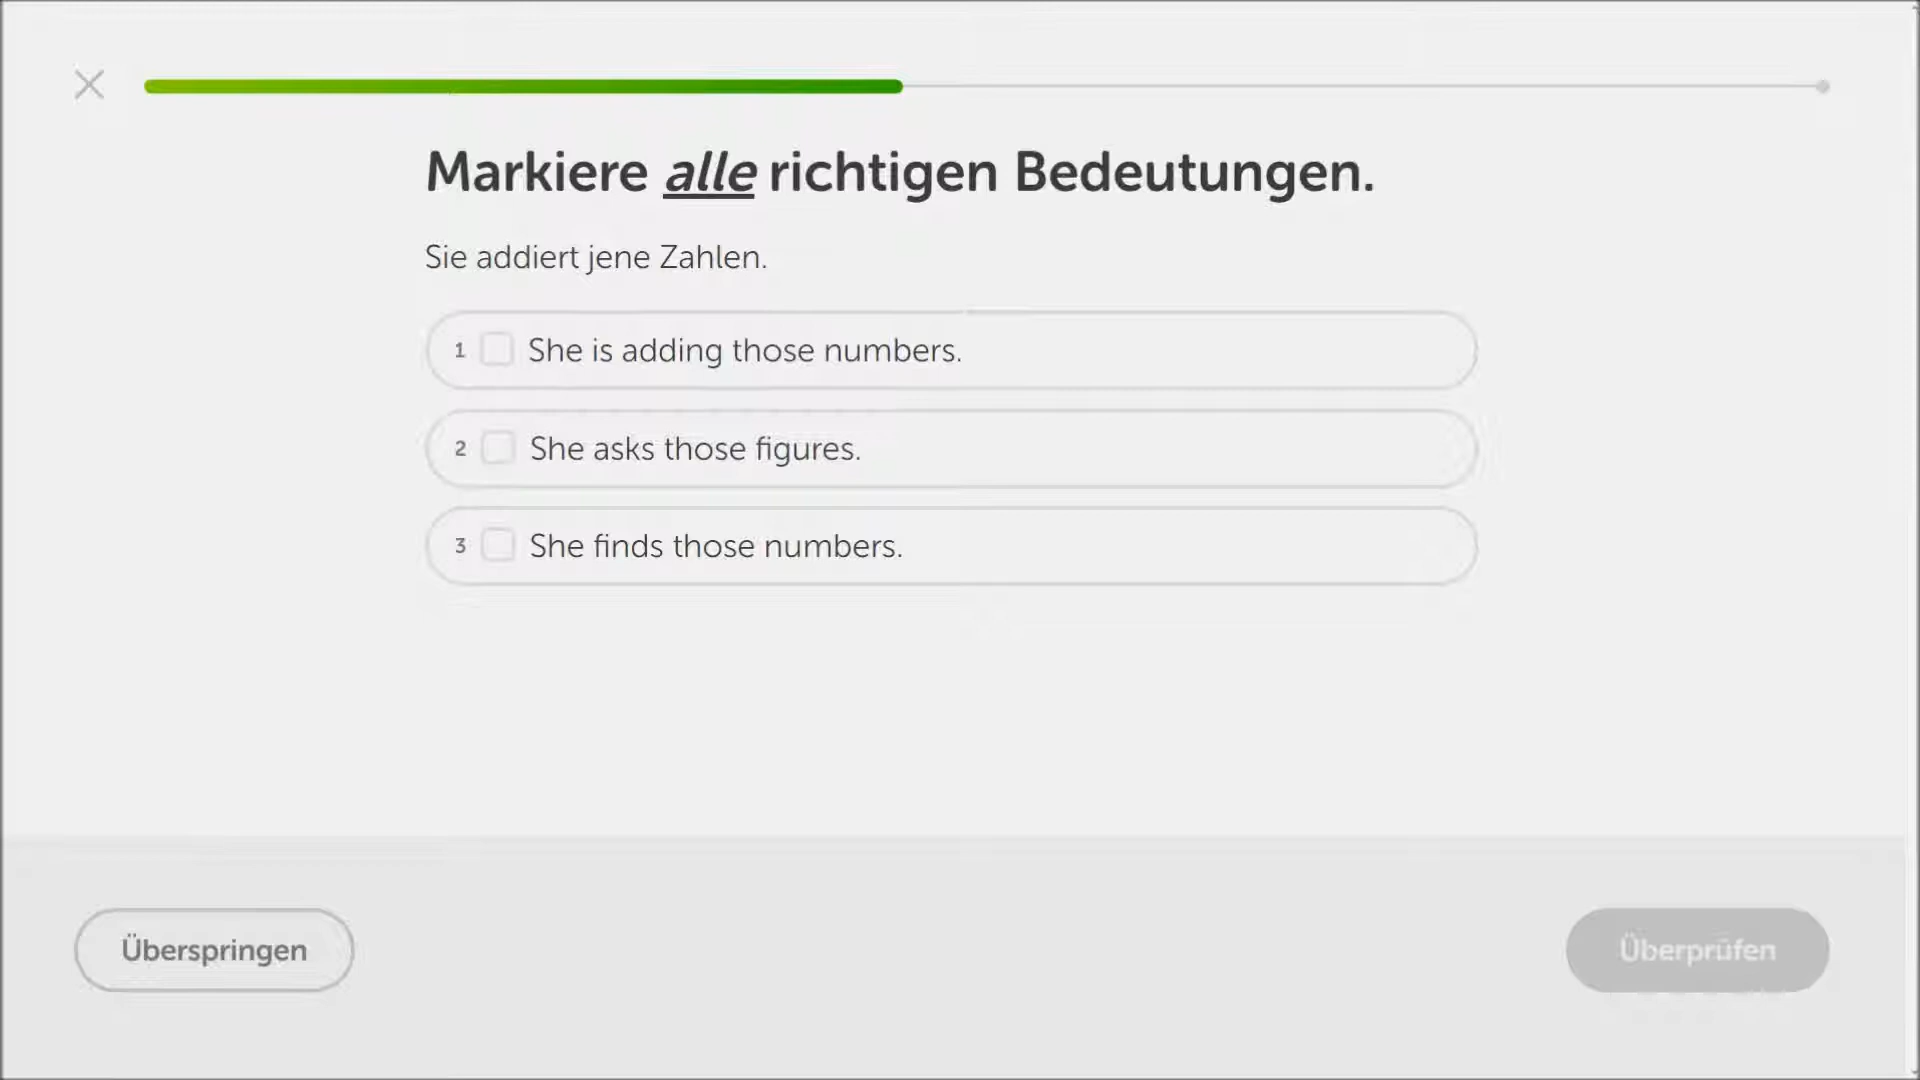 Markiere alle richtigen Bedeutungen.
Sie addiert jene Zahlen.
1 She is adding those numbers.
2 She asks those figures.
3 She finds those numbers.
Überspringen
Überprüfen